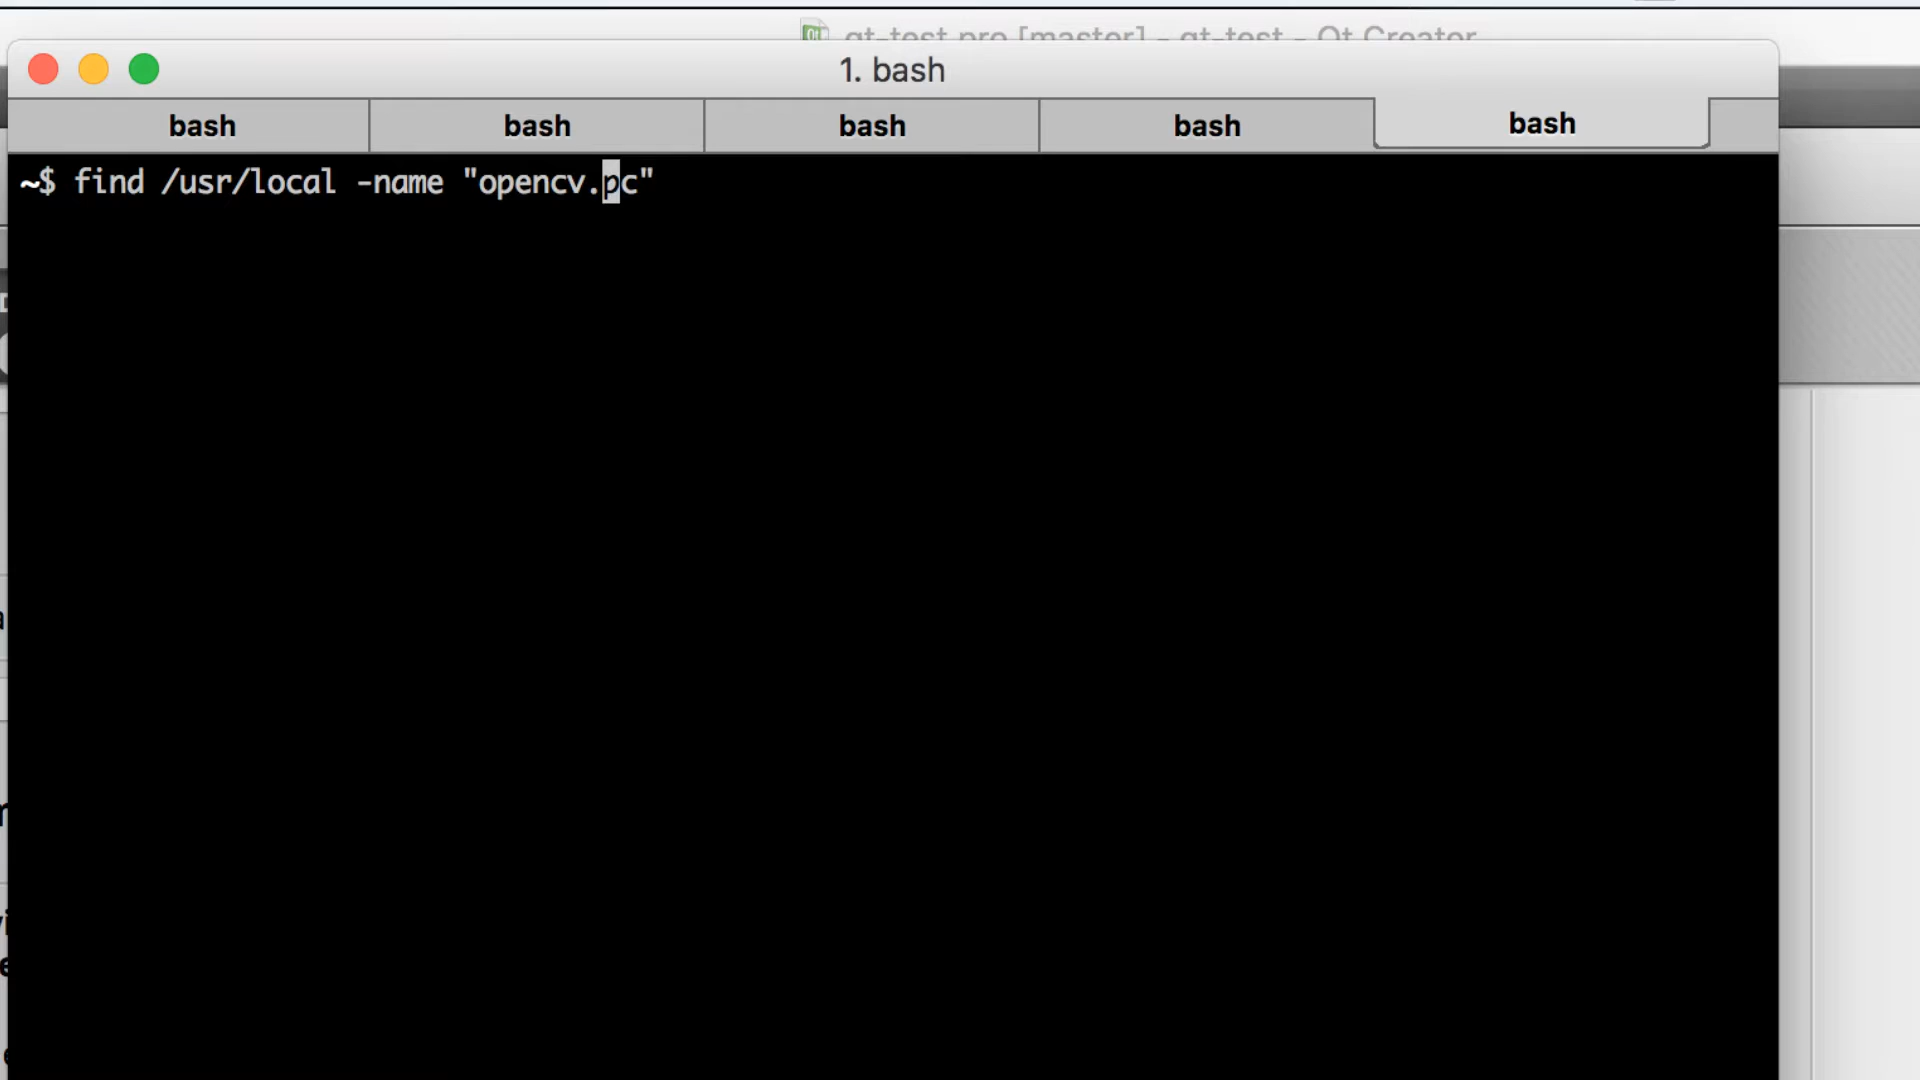 qt-test.pro [master] - qt-test - Qt Creator
1. bash
bash bash bash bash bash
~$ find /usr/local -name "opencv.pc"